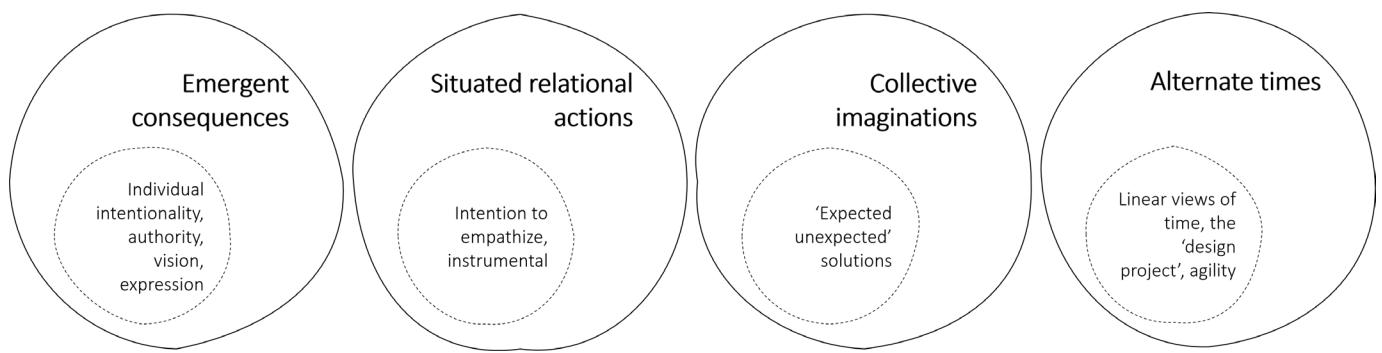 Emergent
consequences
Individual
intentionality,
authority,
vision,
expression
Situated relational
actions
Intention to
empathize,
instrumental
Collective
imaginations
‘Expected
unexpected’
solutions
Alternate times
Linear views of
time, the
‘design
project’, agility